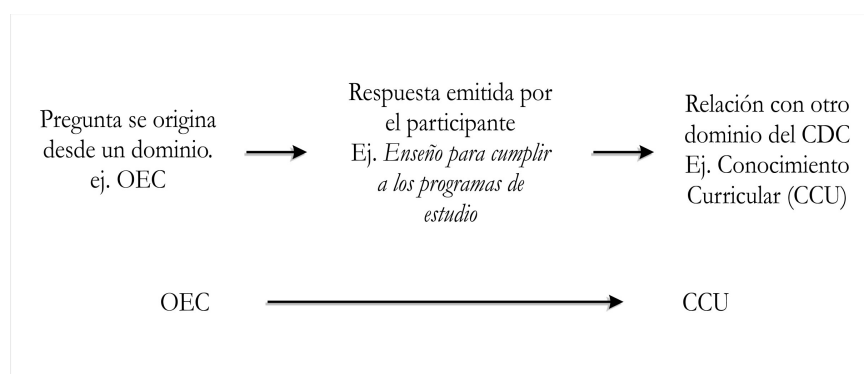 Pregunta se origina
desde un dominio.
ej. OEC
Respuesta emitida por
el participante
Ej. Enseño para cumplir
a los programas de
estudio
Relación con otro
dominio del CDC
Ej. Conocimiento
Curricular (CCU)
OEC
CCU